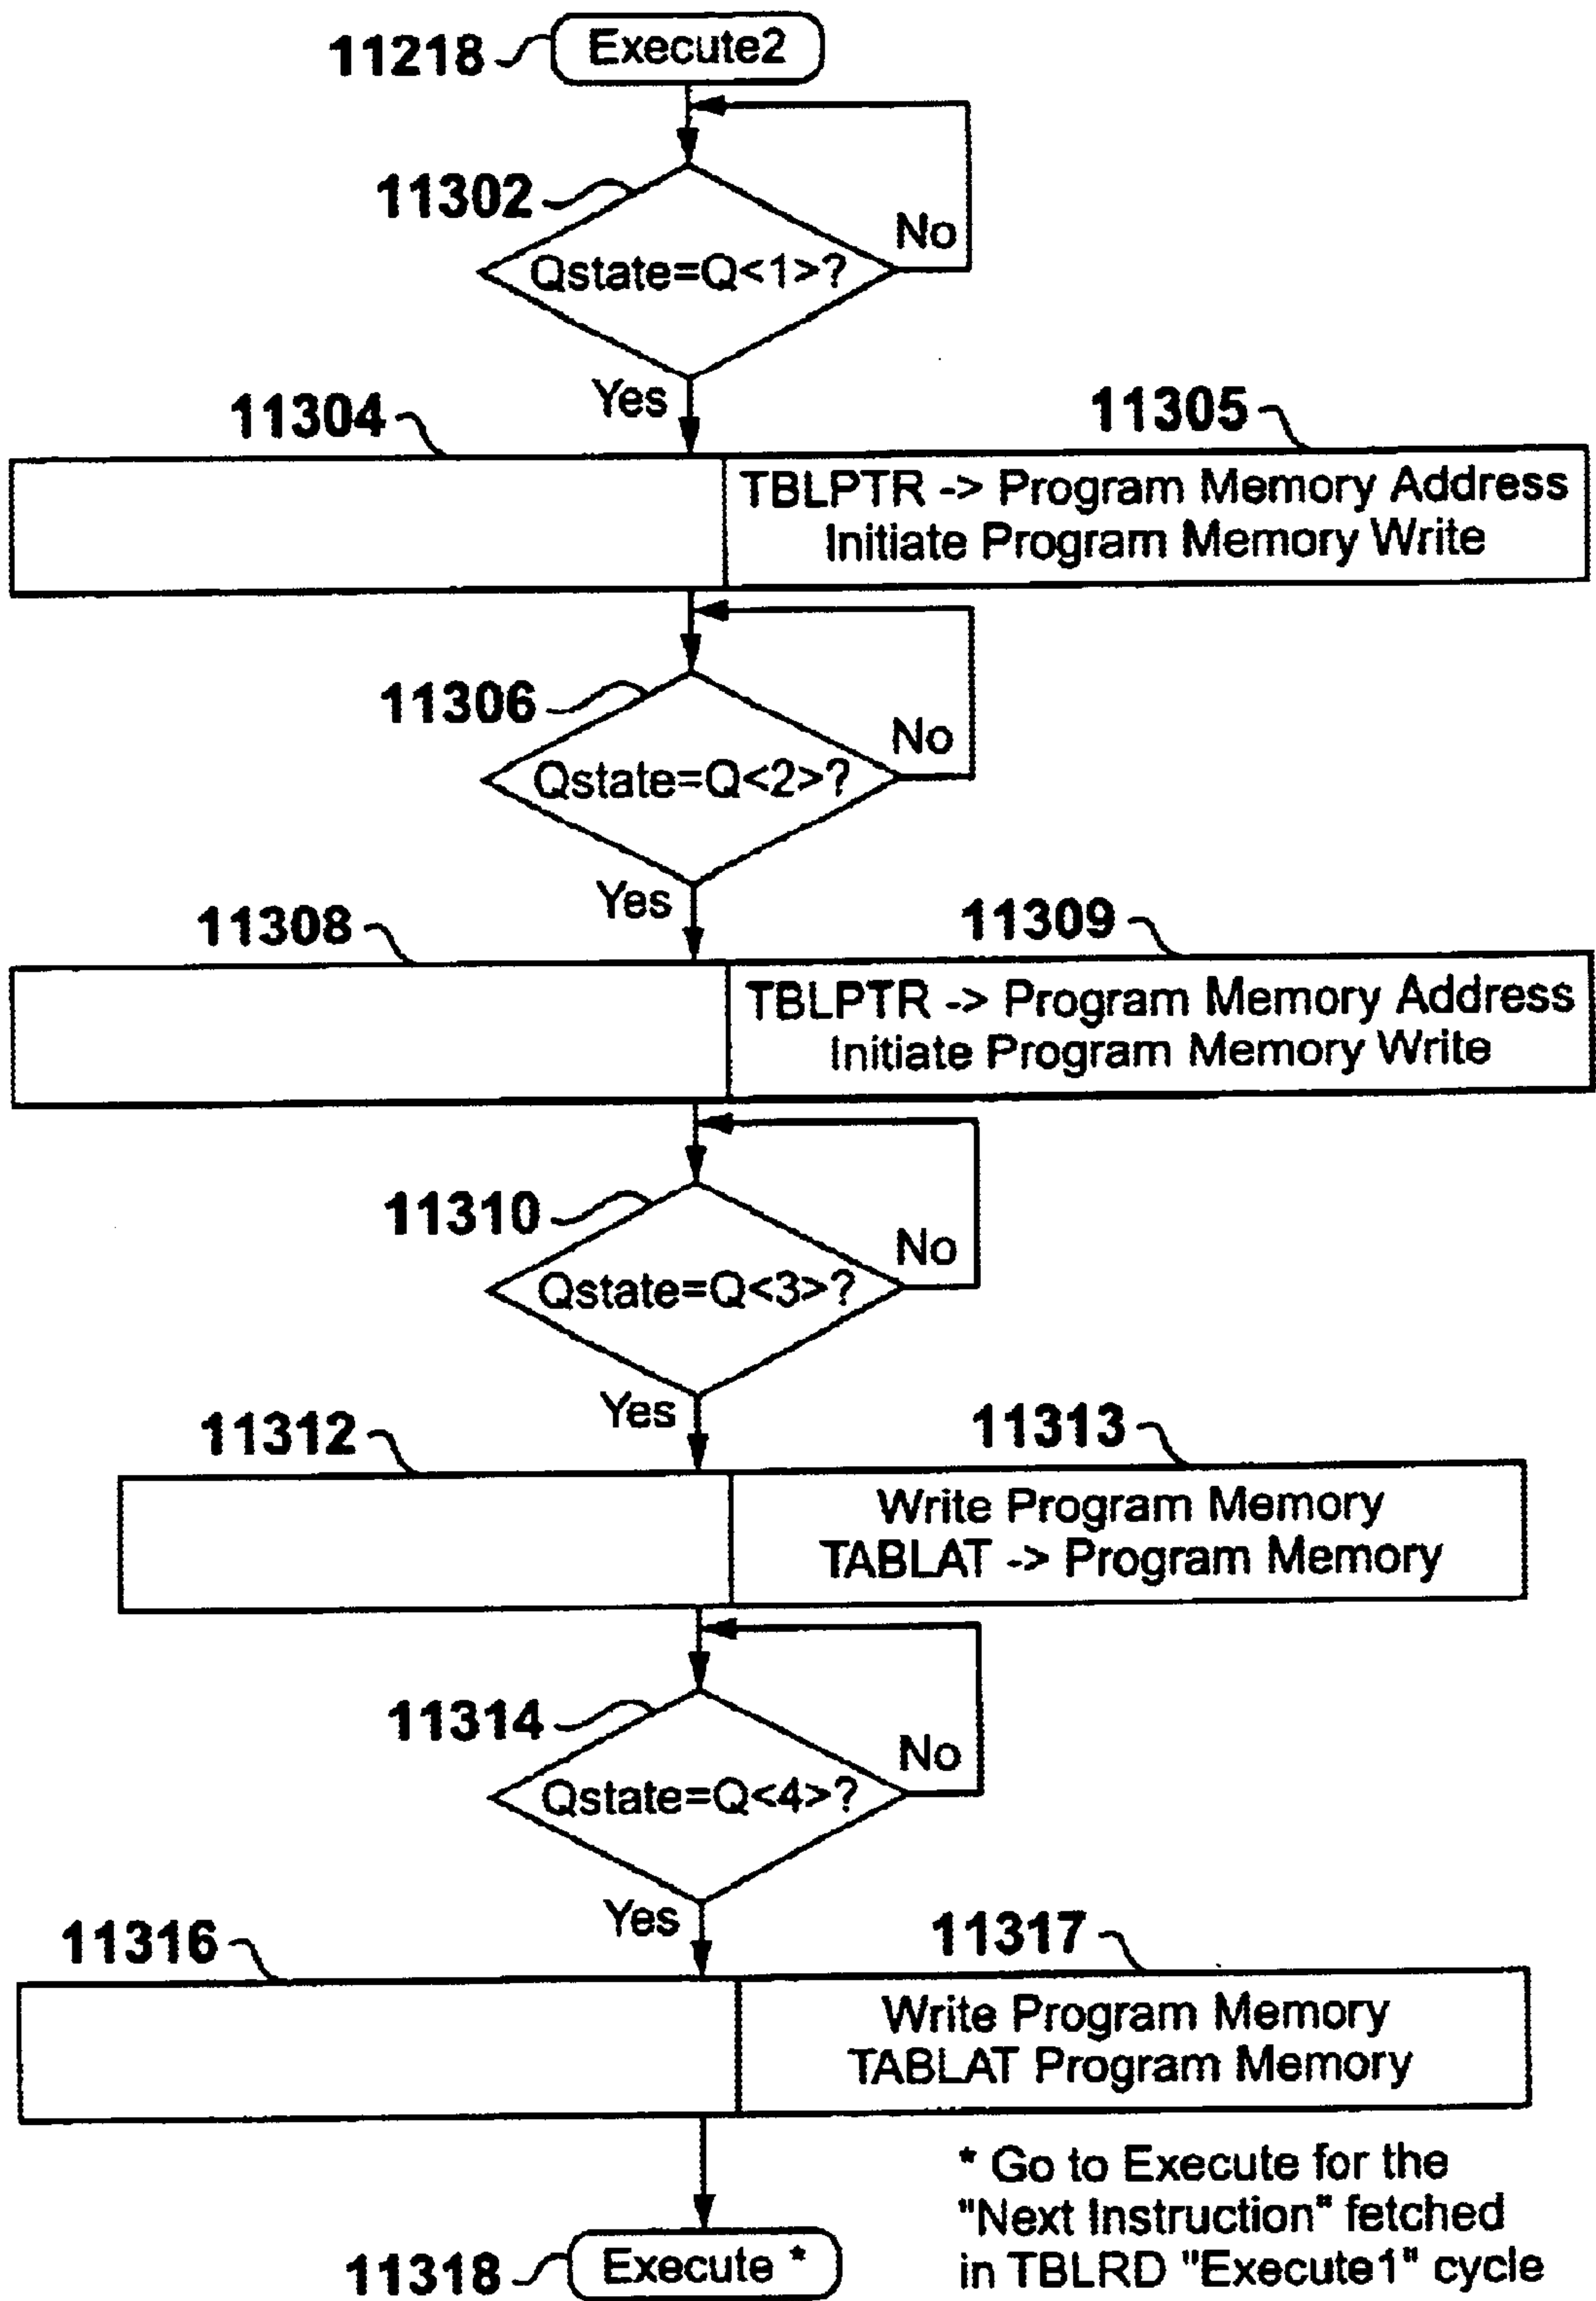 11218
Execute2
11302
No
Qstate=Q<1>?
Yes
11304
11305
TBLPTR -> Program Memory Address
Initiate Program Memory Write
11306
No
Qstate=Q<2>?
Yes
11308
11309
TBLPTR -> Program Memory Address
Initiate Program Memory Write
11310
No
Qstate=Q<3>?
Yes
11312
11313
Write Program Memory
TABLAT -> Program Memory
11314
No
Qstate=Q<4>?
Yes
11316
11317
Write Program Memory
TABLAT Program Memory
11318
Execute *
* Go to Execute for the
"Next Instruction" fetched
in TBLRD "Execute1" cycle